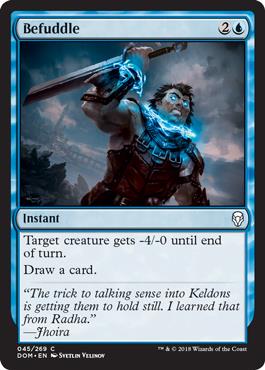 Befuddle 2
Instant
Target creature gets -4/-0 until end
of turn.
Draw a card.
“The trick to talking sense into Keldons
is getting them to hold still. I learned that
from Radha.”
—Jhoira
045/269 C
DOM • EN SVETLIN VELINOV
™ & © 2018 Wizards of the Coast